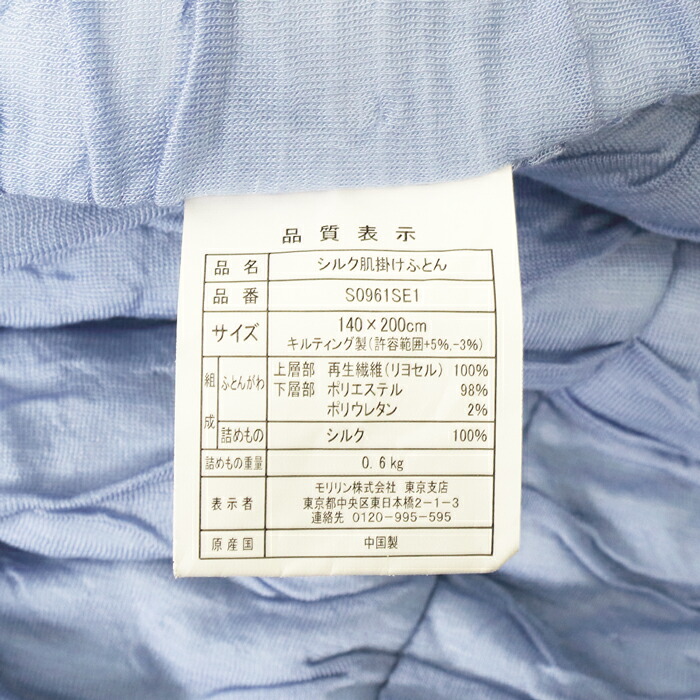 品質表示
品名 シルク肌掛けふとん
品番 S0961SE1
サイズ 140×200cm
キルティング製(許容範囲+5%,-3%)
組成 ふとんがわ 上層部 再生繊維(リヨセル) 100%
下層部 ポリエステル 98%
ポリウレタン 2%
詰めもの シルク 100%
詰めもの重量 0.6kg
表示者 モリリン株式会社 東京支店
東京都中央区東日本橋2-1-3
連絡先 0120-995-595
原産国 中国製